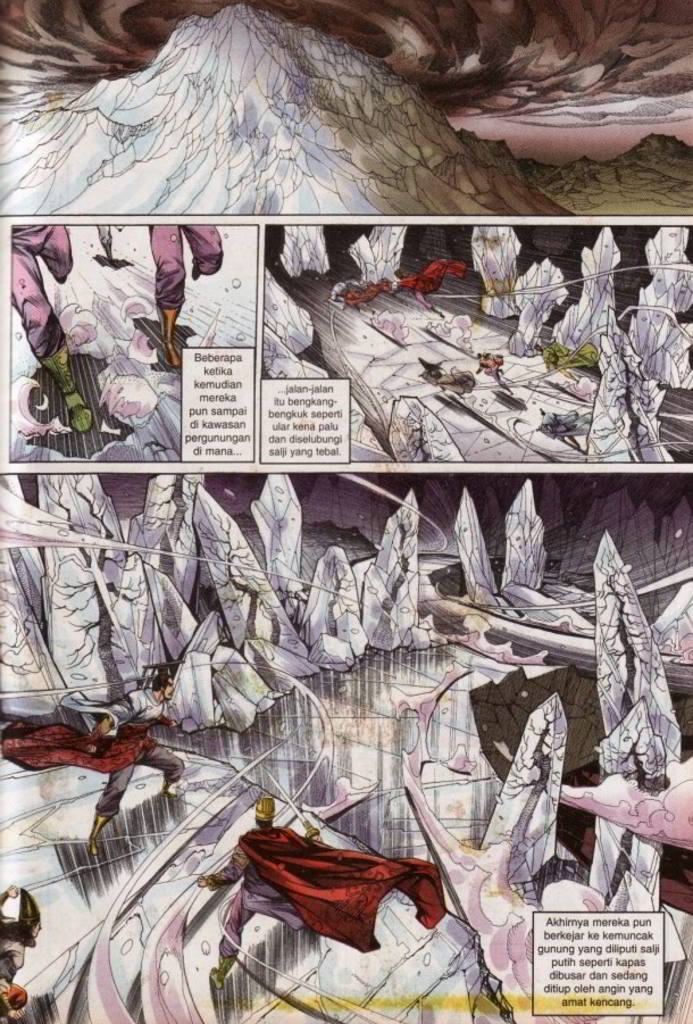 Beberapa
ketika
kemudian
mereka
pun sampai
di kawasan
pergunungan
di mana...
...jalan-jalan
itu bengkang-
bengkuk seperti
ular kena palu
dan diselubungi
salji yang tebal.
Akhirnya mereka pun
berkejar ke kemuncak
gunung yang diliputi salji
putih seperti kapas
dibusar dan sedang
ditiup oleh angin yang
amat kencang.